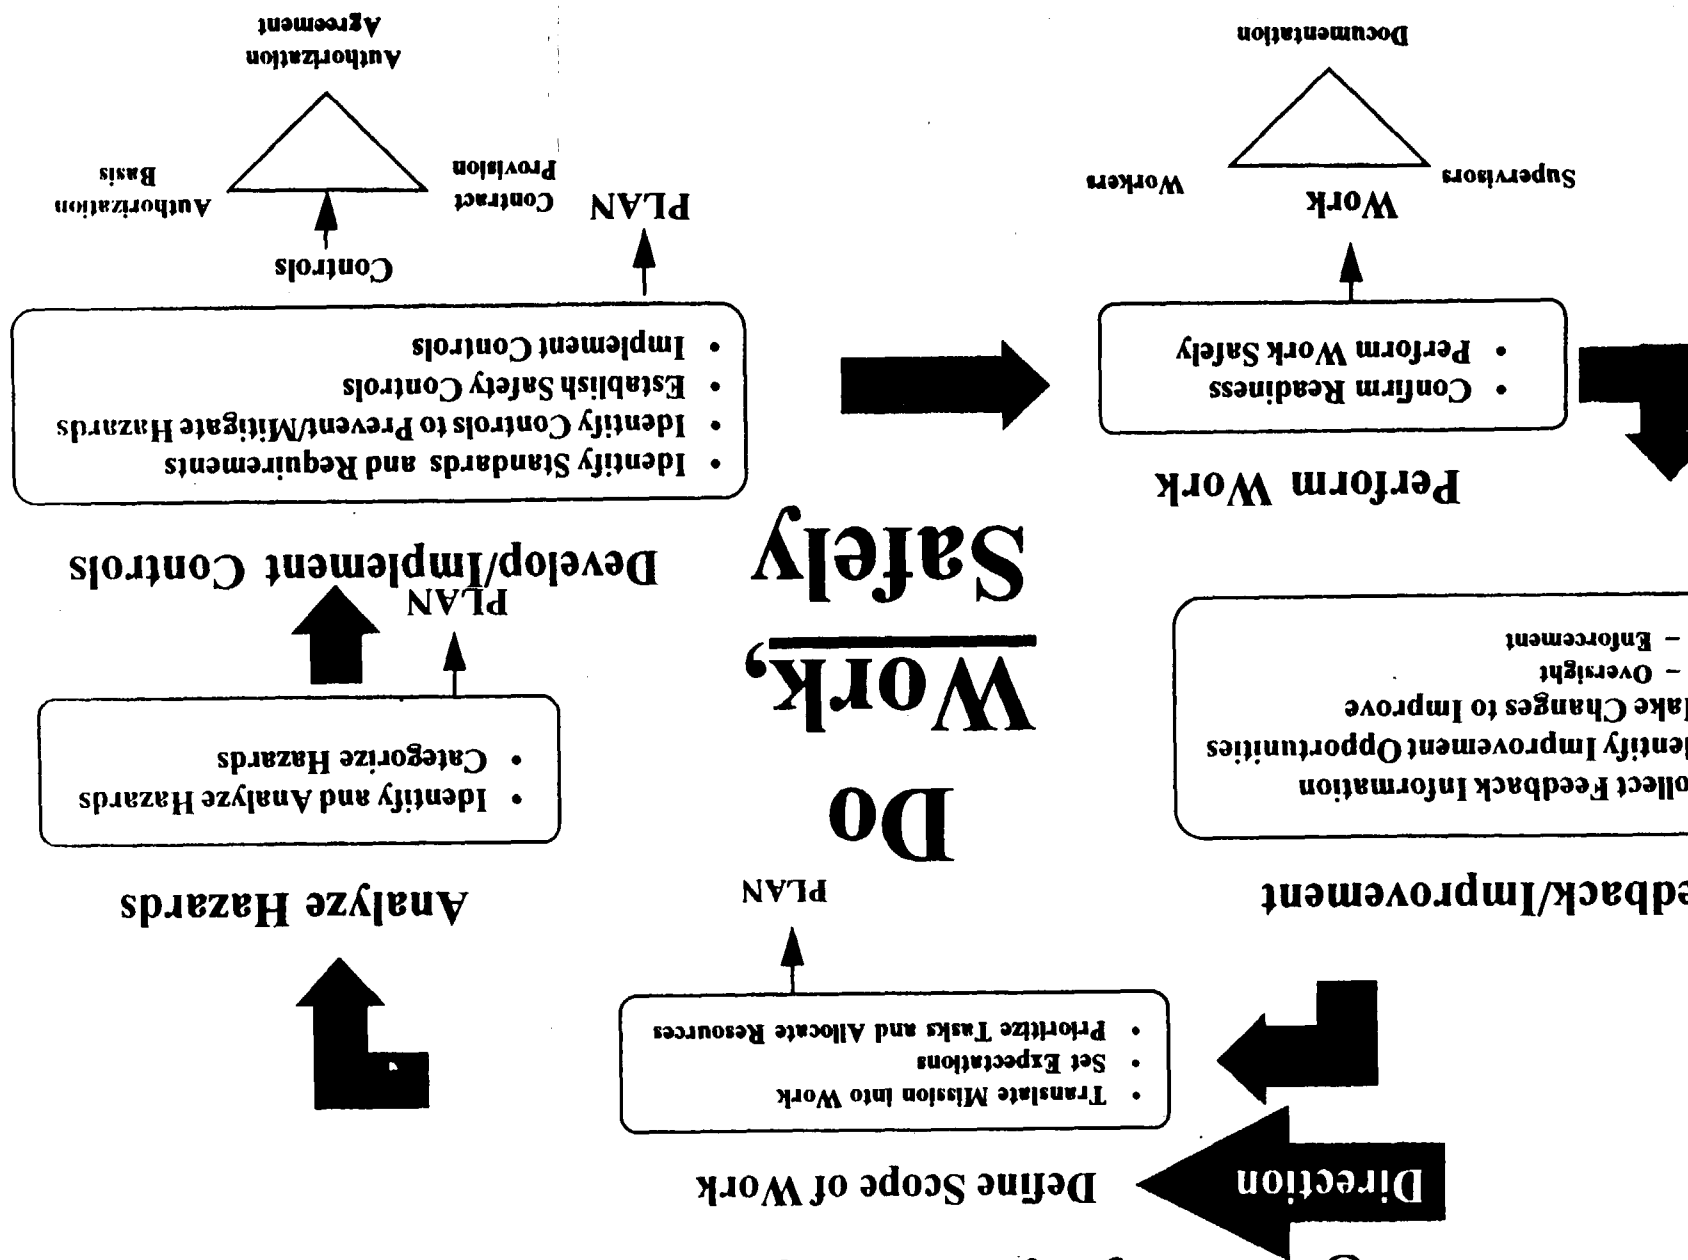 Direction
Define Scope of Work
• Translate Mission into Work
• Set Expectations
• Prioritize Tasks and Allocate Resources
PLAN
Analyze Hazards
• Identify and Analyze Hazards
• Categorize Hazards
PLAN
Develop/Implement Controls
• Identify Standards and Requirements
• Identify Controls to Prevent/Mitigate Hazards
• Establish Safety Controls
• Implement Controls
PLAN
Controls
Contract
Provision
Authorization
Basis
Authorization
Agreement
Do
Work,
Safely
edback/Improvement
ollect Feedback Information
dentify Improvement Opportunities
Make Changes to Improve
– Oversight
– Enforcement
Perform Work
• Confirm Readiness
• Perform Work Safely
Work
Supervisors
Workers
Documentation